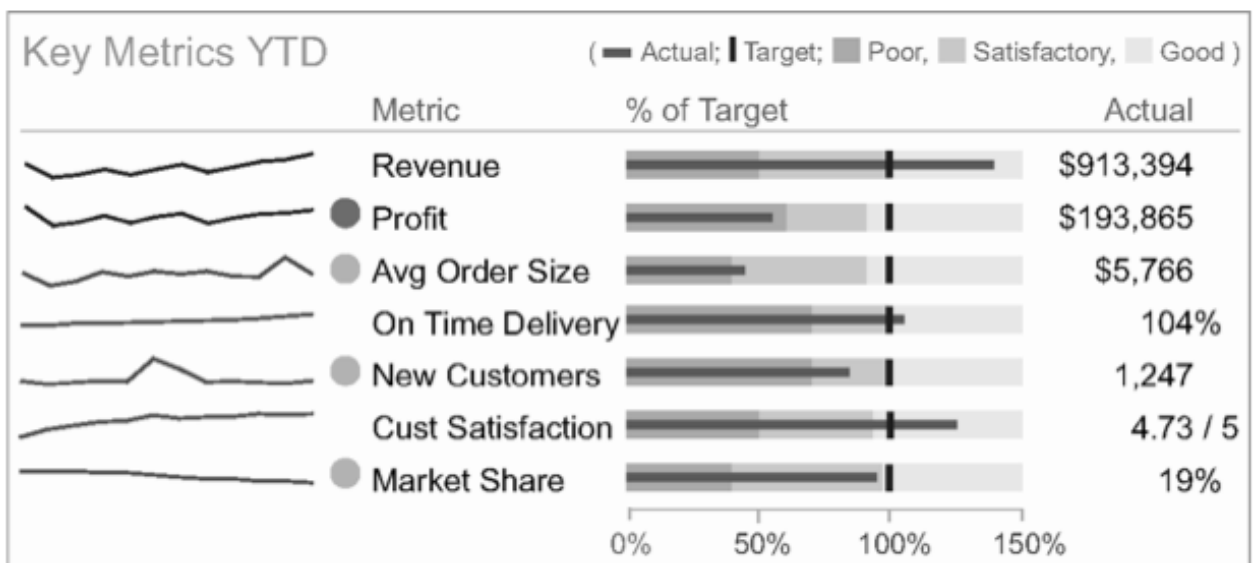 Key Metrics YTD
( Actual; Target; Poor, Satisfactory, Good )
Metric % of Target Actual
Revenue $913,394
Profit $193,865
Avg Order Size $5,766
On Time Delivery 104%
New Customers 1,247
Cust Satisfaction 4.73 / 5
Market Share 19%
0% 50% 100% 150%